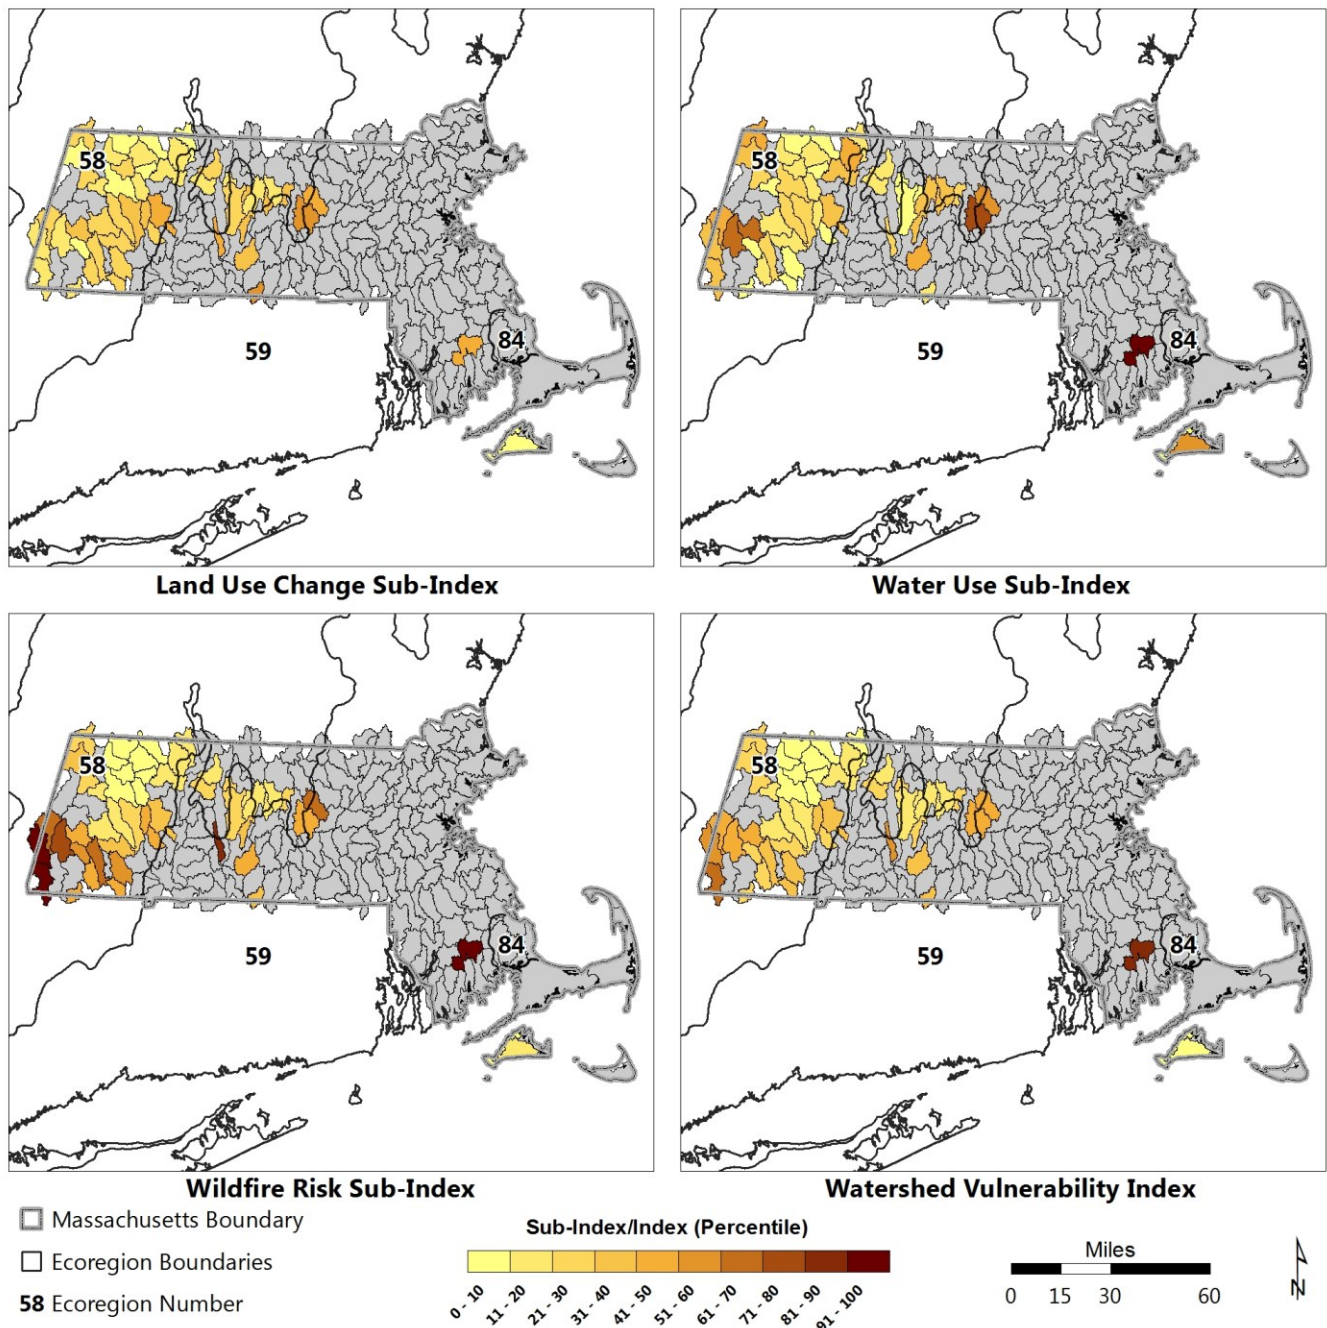 58
59
84
Land Use Change Sub-Index
58
59
84
Water Use Sub-Index
58
59
84
Wildfire Risk Sub-Index
58
59
84
Watershed Vulnerability Index
Massachusetts Boundary
Ecoregion Boundaries
58 Ecoregion Number
Sub-Index/Index (Percentile)
0 - 10
11 - 20
21 - 30
31 - 40
41 - 50
51 - 60
61 - 70
71 - 80
81 - 90
91 - 100
Miles
0 15 30 60
N